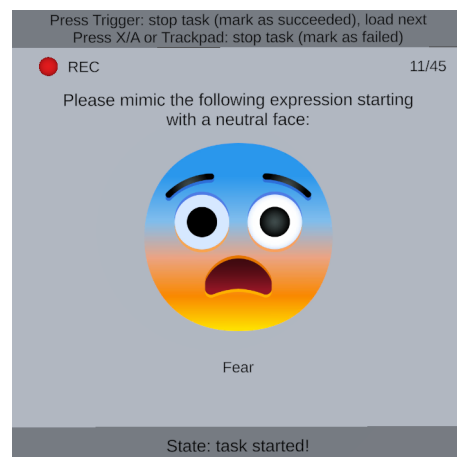 Press Trigger: stop task (mark as succeeded), load next
Press X/A or Trackpad: stop task (mark as failed)
REC
11/45
Please mimic the following expression starting
with a neutral face:
Fear
State: task started!